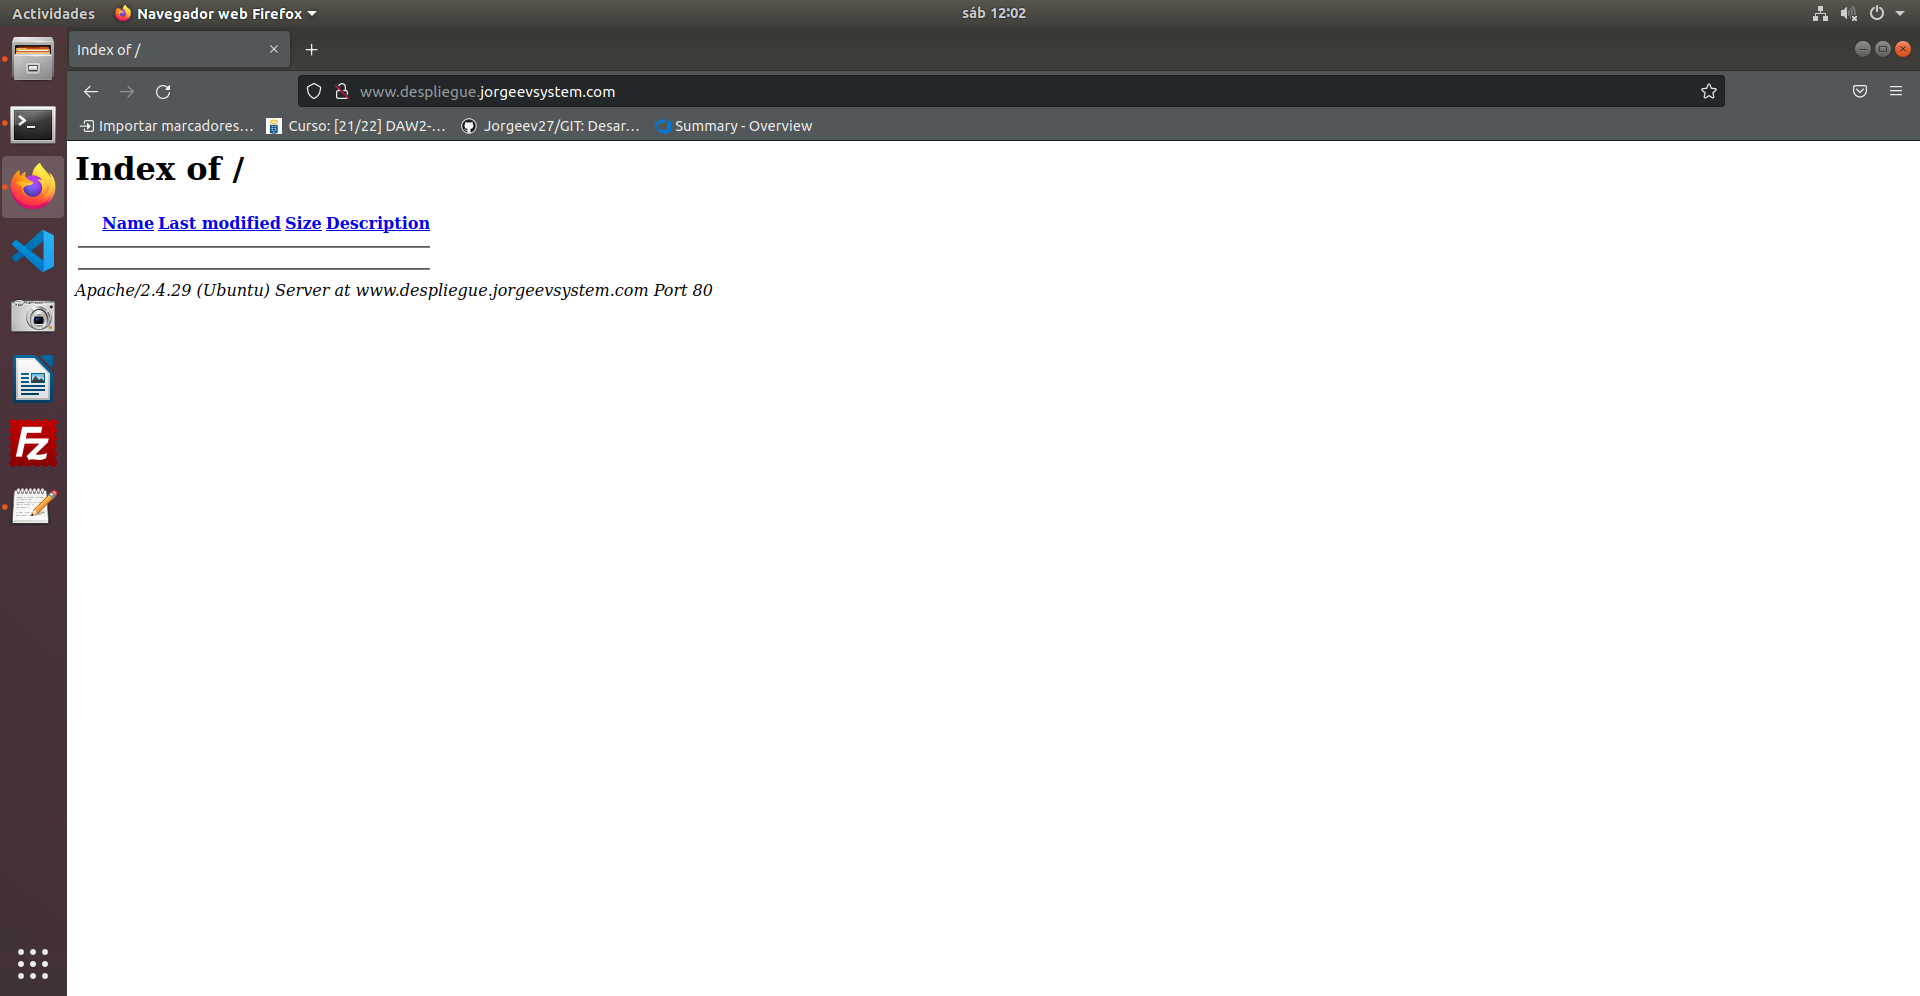 Actividades Navegador web Firefox sáb 12:02
Index of /
www.despliegue.jorgeevsystem.com
Importar marcadores… Curso: [21/22] DAW2-… Jorgeev27/GIT: Desar… Summary - Overview
Index of /
Name Last modified Size Description
Apache/2.4.29 (Ubuntu) Server at www.despliegue.jorgeevsystem.com Port 80
Fz